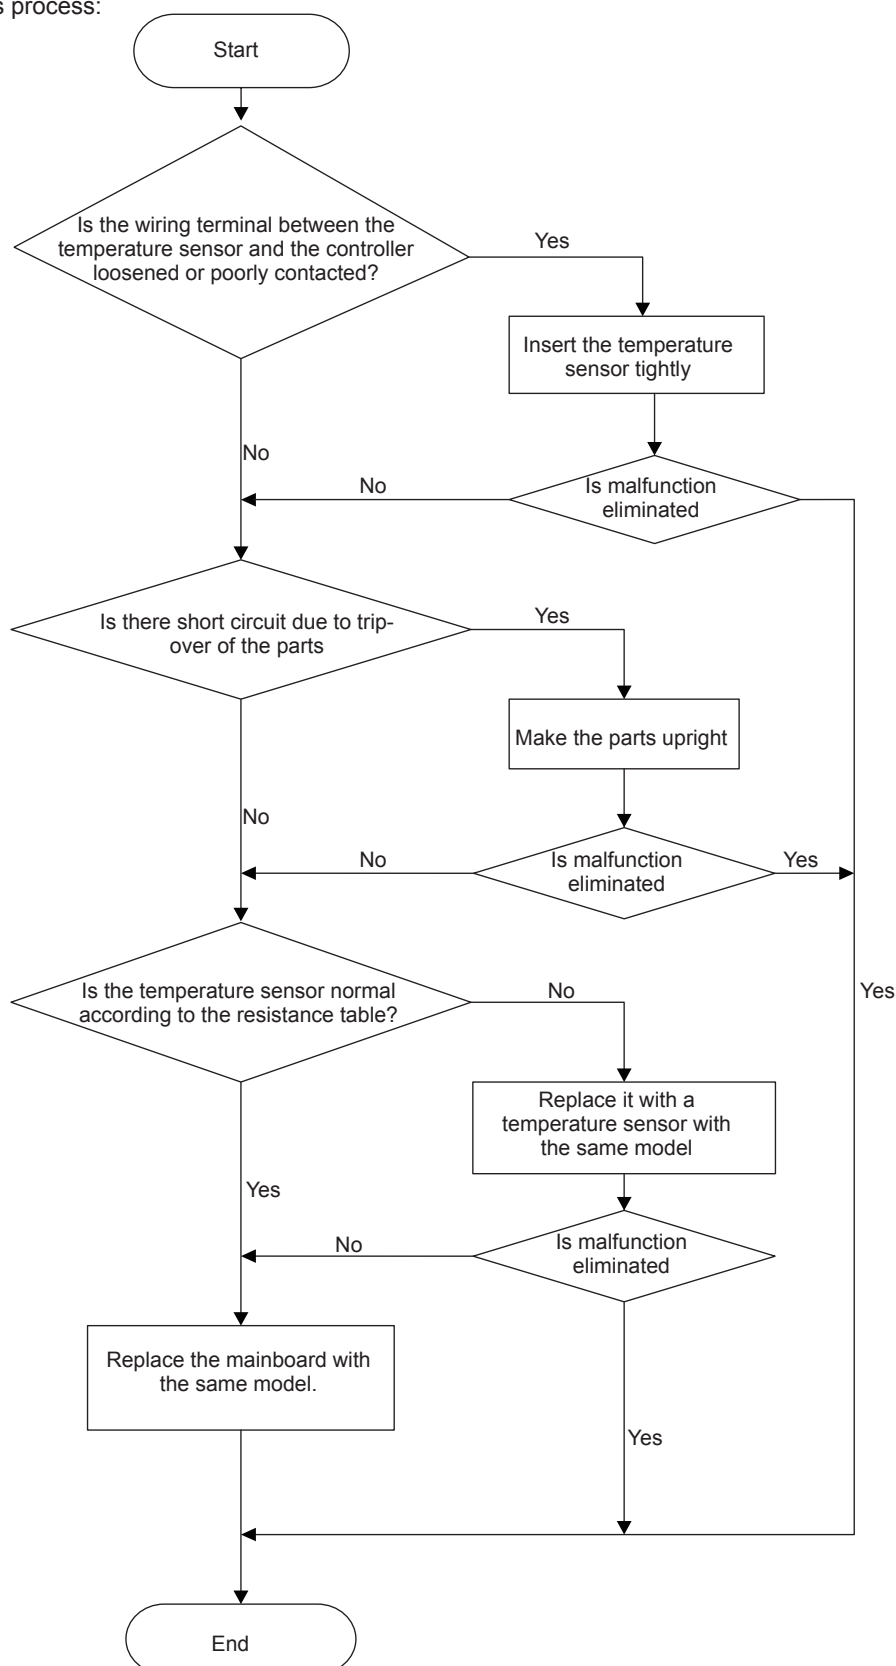 s process:
Start
Is the wiring terminal between the
temperature sensor and the controller
loosened or poorly contacted?
Yes
Insert the temperature
sensor tightly
No
No
Is malfunction
eliminated
Is there short circuit due to trip-
over of the parts
Yes
Make the parts upright
No
No
Is malfunction
eliminated
Yes
Is the temperature sensor normal
according to the resistance table?
No
Yes
Replace it with a
temperature sensor with
the same model
Yes
No
Is malfunction
eliminated
Replace the mainboard with
the same model.
Yes
End